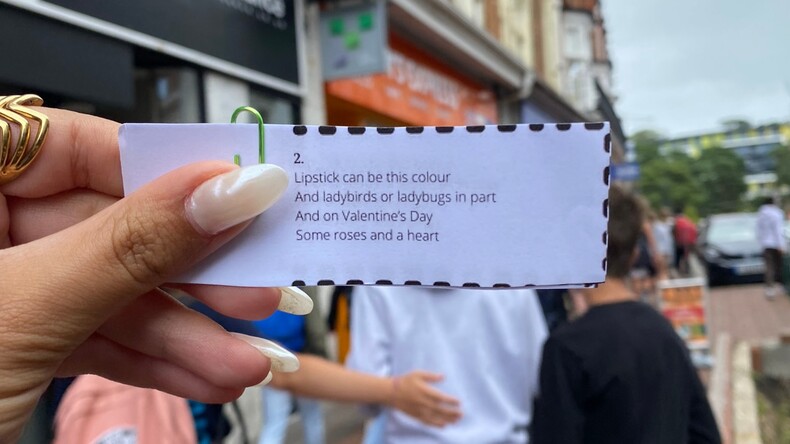 2.
Lipstick can be this colour
And ladybirds or ladybugs in part
And on Valentine's Day
Some roses and a heart